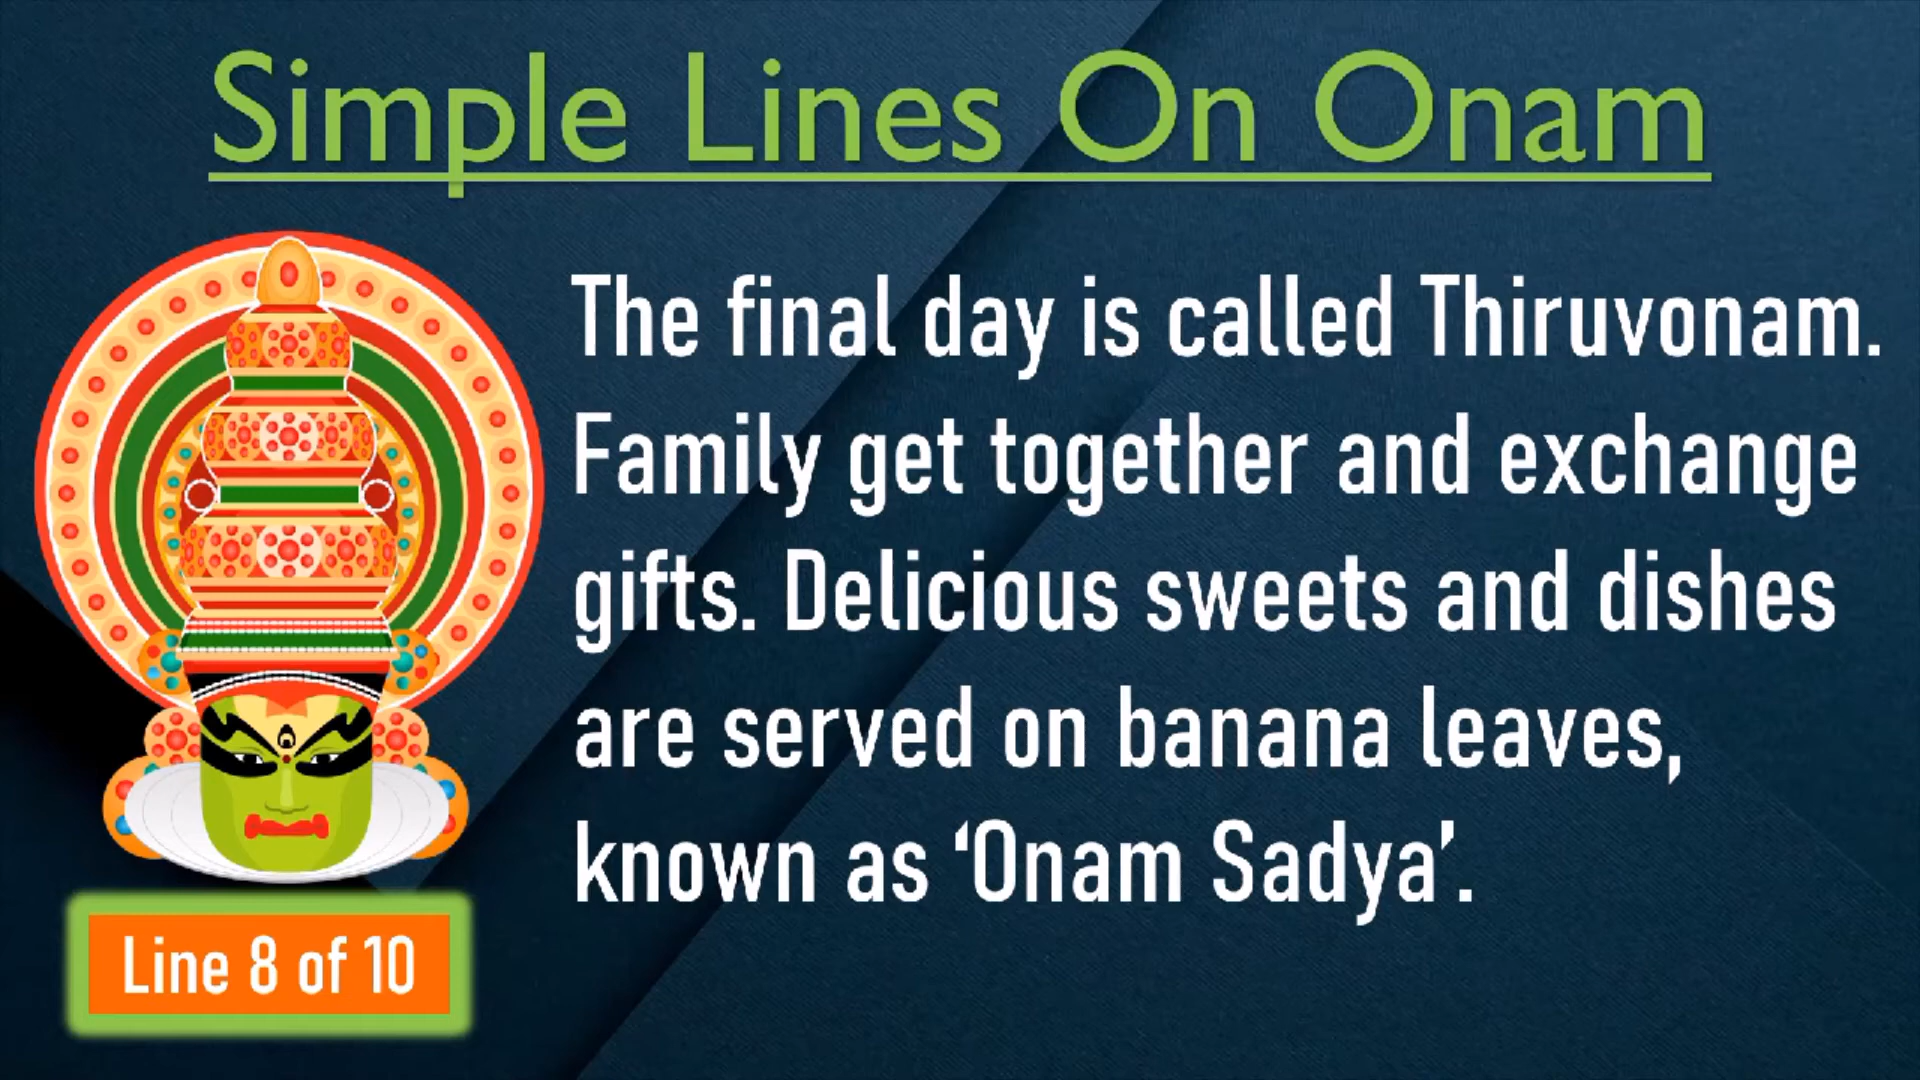 Simple Lines On Onam
The final day is called Thiruvonam.
Family get together and exchange
gifts. Delicious sweets and dishes
are served on banana leaves,
known as ‘Onam Sadya’.
Line 8 of 10